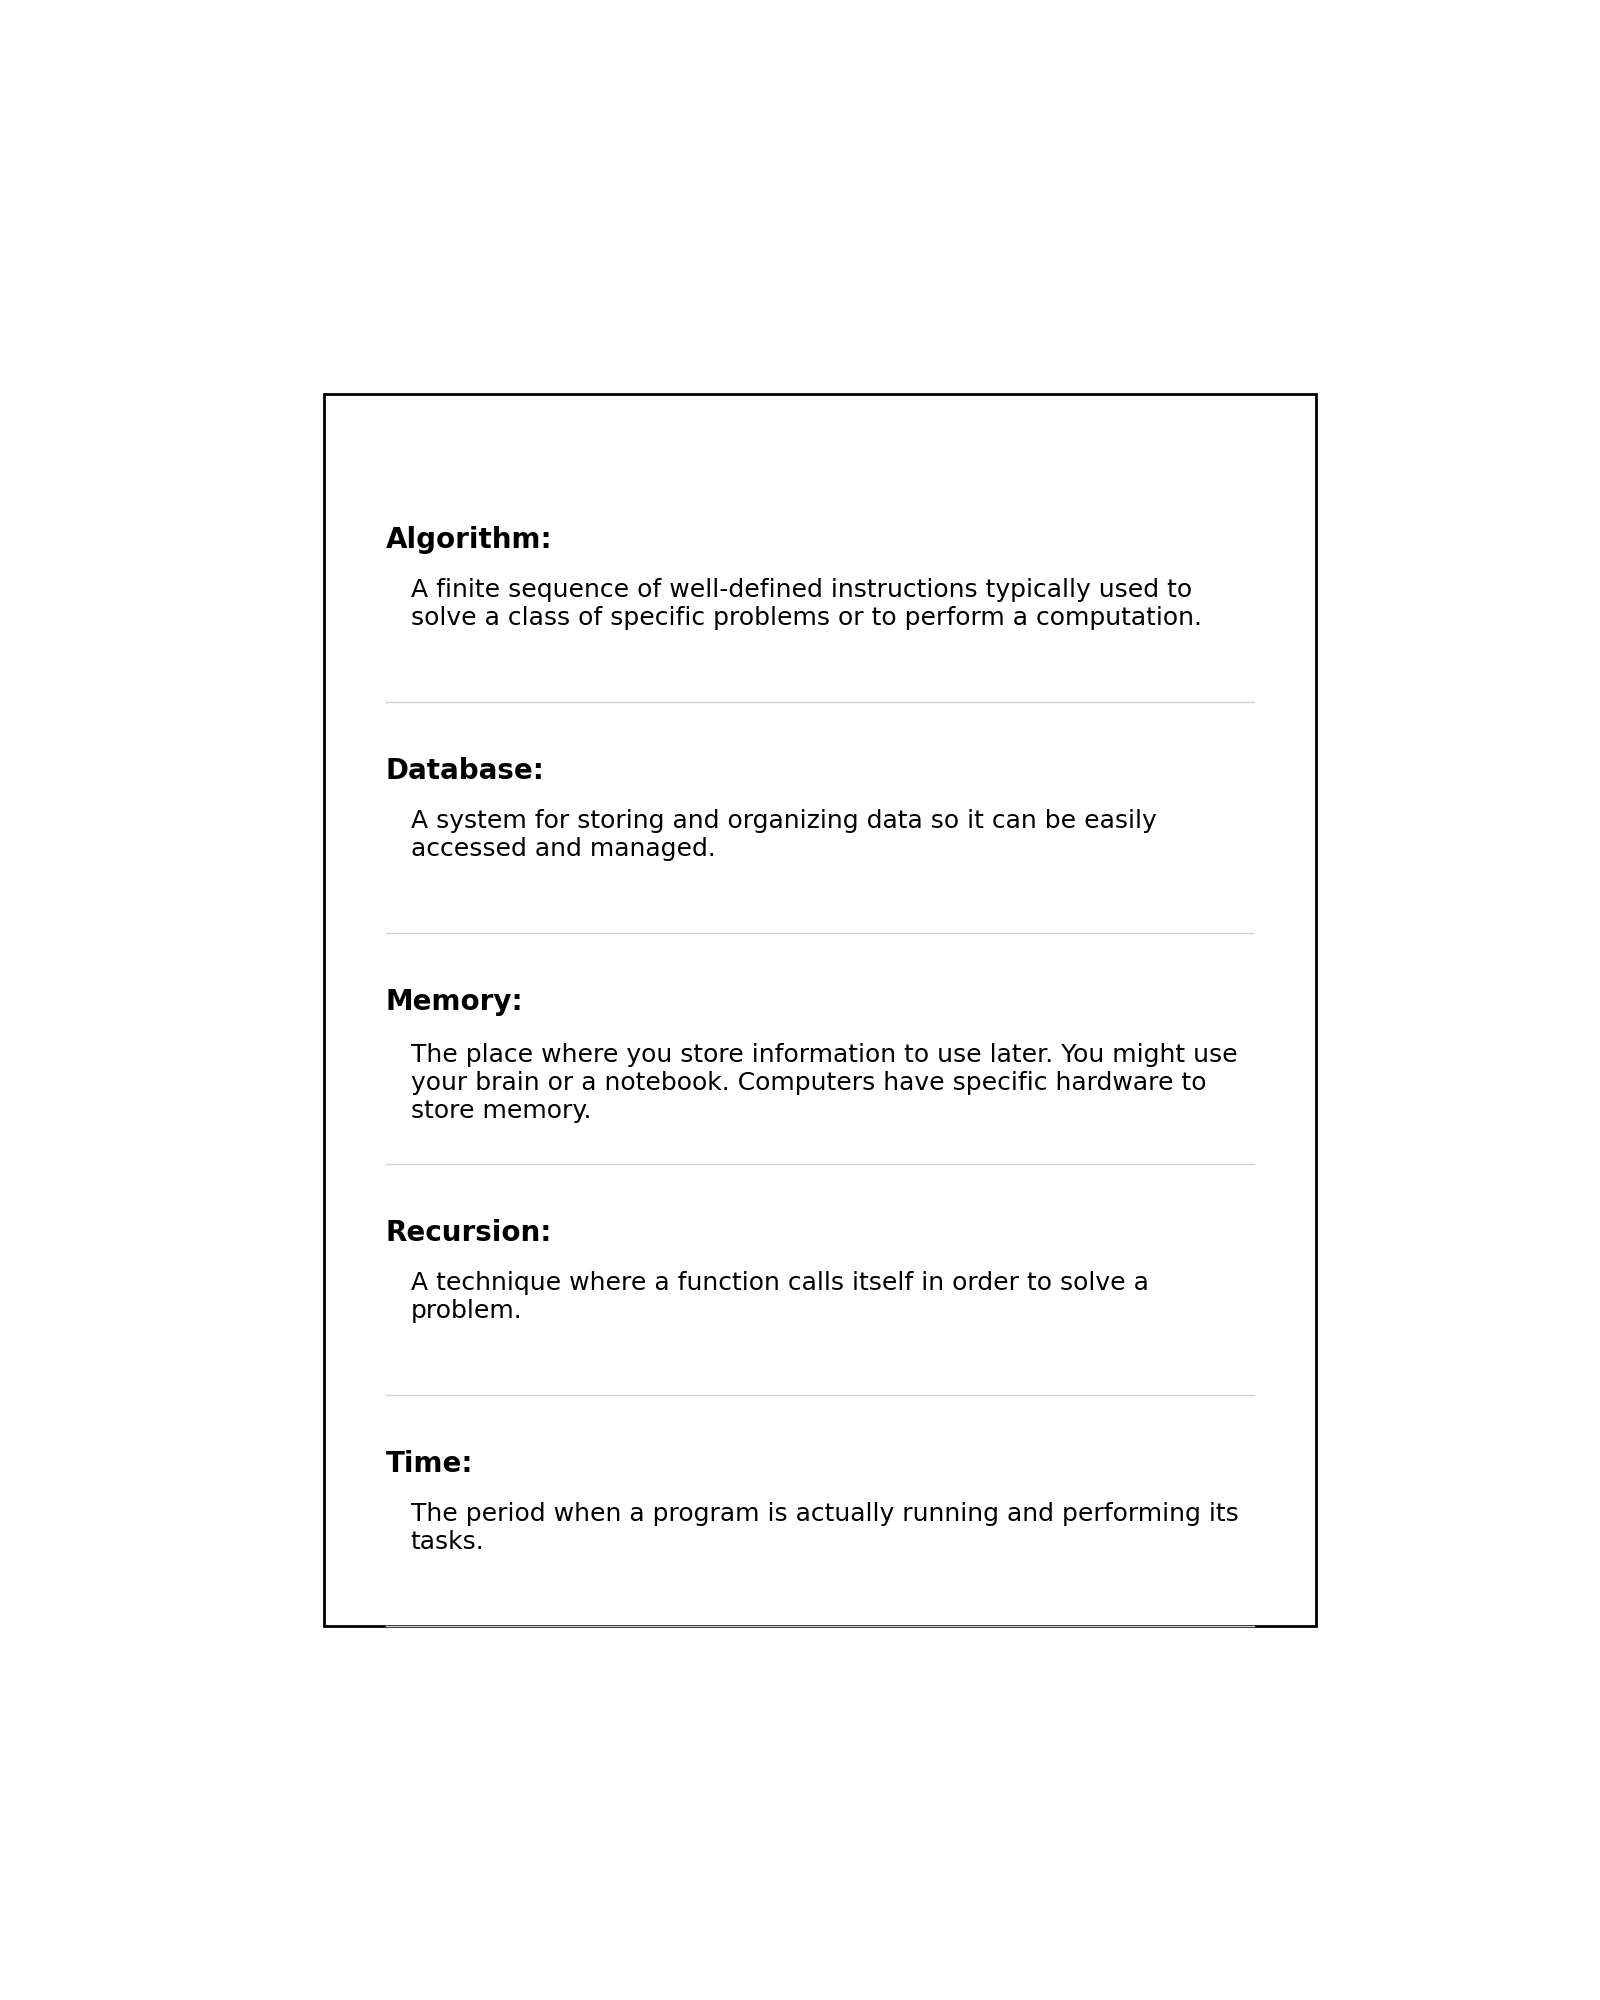 Algorithm:
A finite sequence of well-defined instructions typically used to
solve a class of specific problems or to perform a computation.
Database:
A system for storing and organizing data so it can be easily
accessed and managed.
Memory:
The place where you store information to use later. You might use
your brain or a notebook. Computers have specific hardware to
store memory.
Recursion:
A technique where a function calls itself in order to solve a
problem.
Time:
The period when a program is actually running and performing its
tasks.